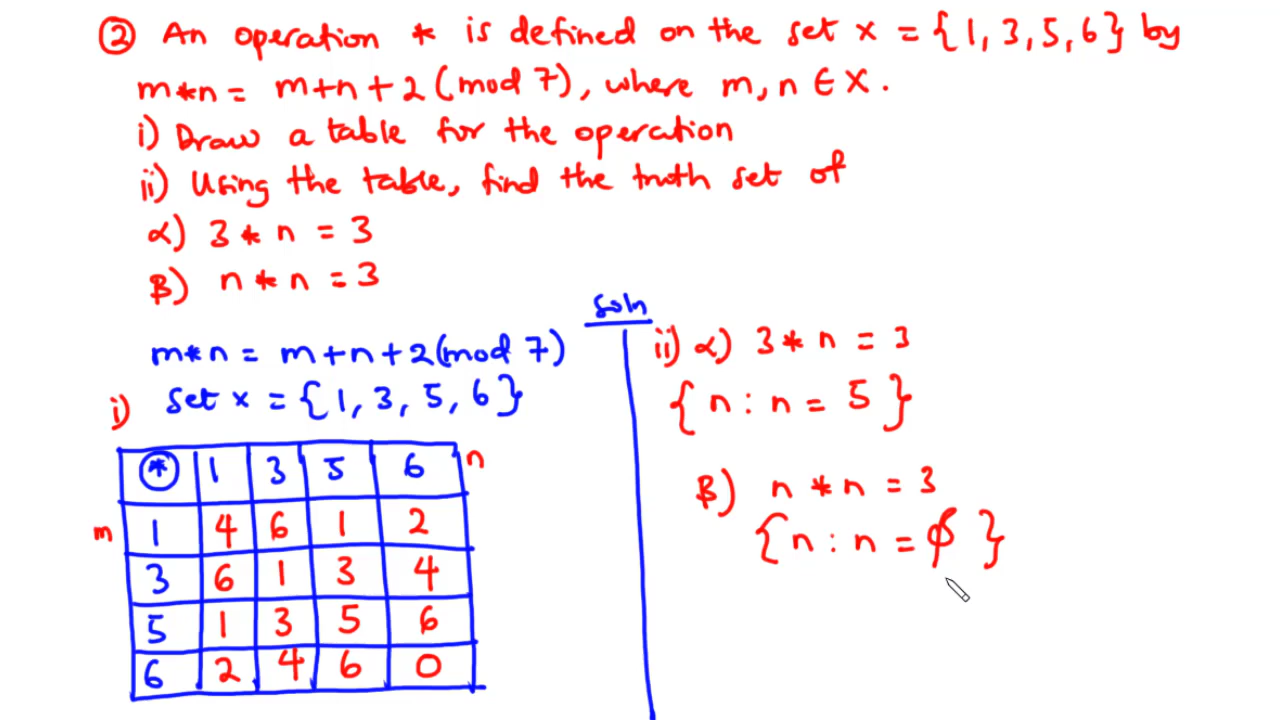 ② An operation * is defined on the set x = {1, 3, 5, 6} by
m*n = m+n+2 (mod 7), where m, n ∈ X.
i) Draw a table for the operation
ii) Using the table, find the truth set of
α) 3 * n = 3
β) n * n = 3
soln
m*n = m+n+2(mod 7)
i) set x = {1, 3, 5, 6}
* 1 3 5 6 n
m 1 4 6 1 2
3 6 1 3 4
5 1 3 5 6
6 2 4 6 0
ii) α) 3 * n = 3
{n : n = 5}
β) n * n = 3
{n : n = ϕ}